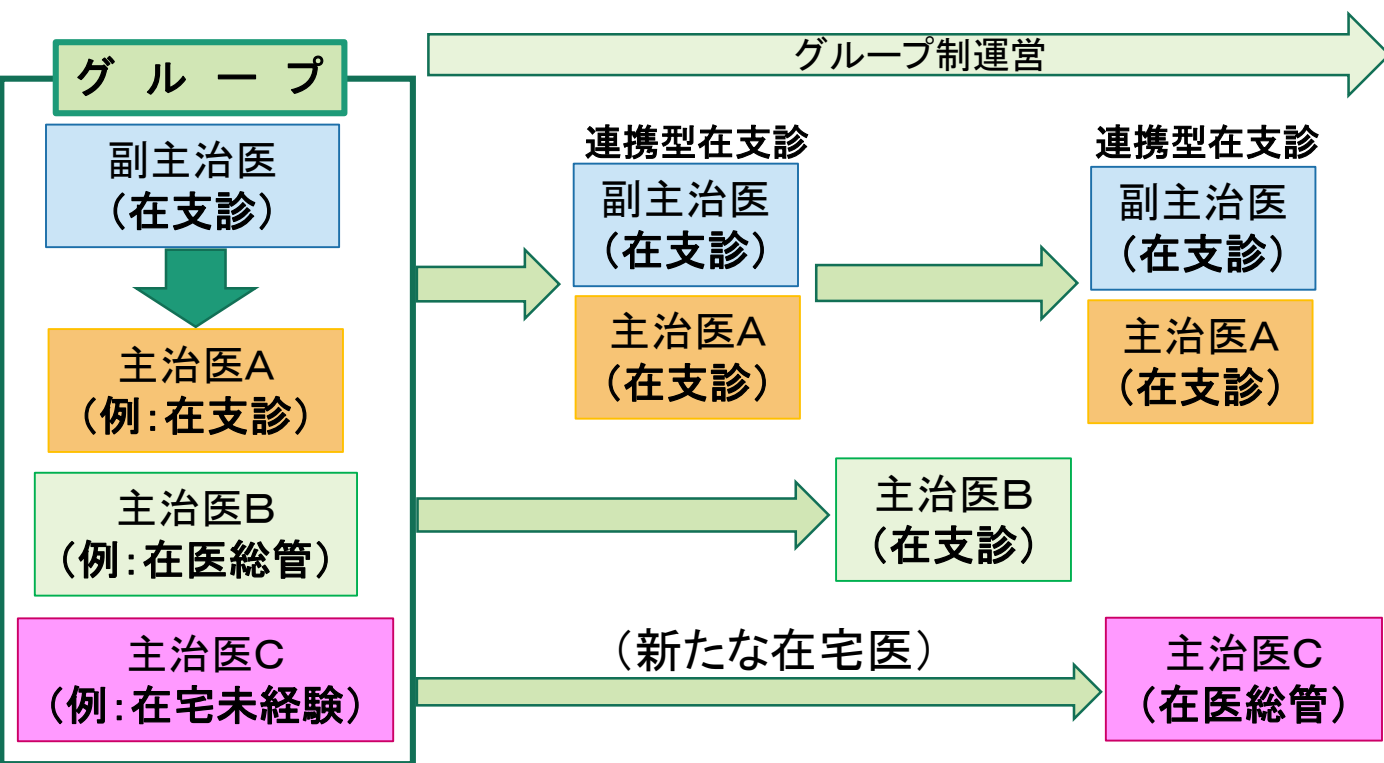 グループ
副主治医
（在支診）
主治医A
（例：在支診）
主治医B
（例：在医総管）
主治医C
（例：在宅未経験）
グループ制運営
連携型在支診
副主治医
（在支診）
主治医A
（在支診）
連携型在支診
副主治医
（在支診）
主治医A
（在支診）
主治医B
（在支診）
（新たな在宅医）
主治医C
（在医総管）